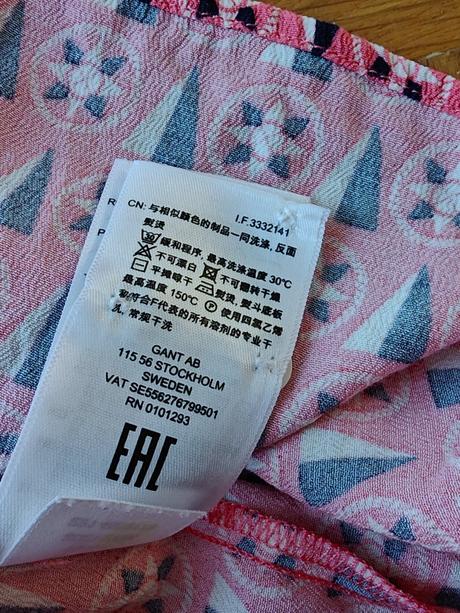 I.F.3332141
CN: 与相似颜色的制品一同洗涤, 反面
熨烫
缓和程序, 最高洗涤温度 30℃
不可漂白 不可翻转干燥
平摊晾干 熨烫, 熨斗底板
最高温度 150℃ P 使用四氯乙烯
和符合F代表的所有溶剂的专业干
洗, 常规干洗
GANT AB
115 56 STOCKHOLM
SWEDEN
VAT SE556276799501
RN 0101293
EAC
R
P